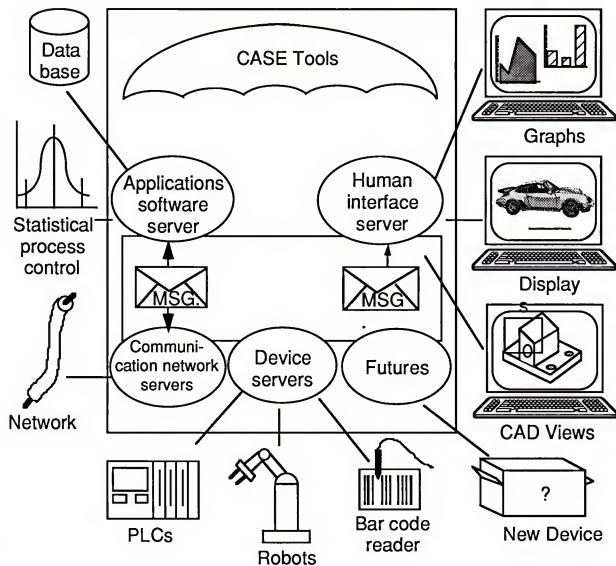 Data
base
CASE Tools
Graphs
Statistical
process
control
Applications
software
server
Human
interface
server
Display
S
MSG.
MSG
O
Network
Communi-
cation network
servers
Device
servers
Futures
CAD Views
PLCs
Robots
Bar code
reader
?
New Device